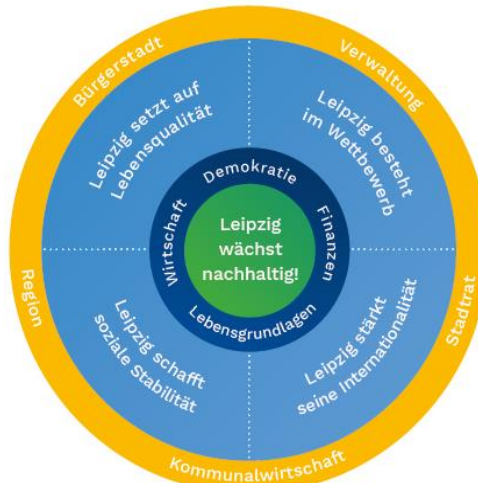 Bürgerstadt
Verwaltung
Leipzig setzt auf
Lebensqualität
Leipzig besteht
im Wettbewerb
Demokratie
Wirtschaft
Finanzen
Leipzig
wächst
nachhaltig!
Lebensgrundlagen
Region
Stadtrat
Leipzig schafft
soziale Stabilität
Leipzig stärkt
seine Internationalität
Kommunalwirtschaft